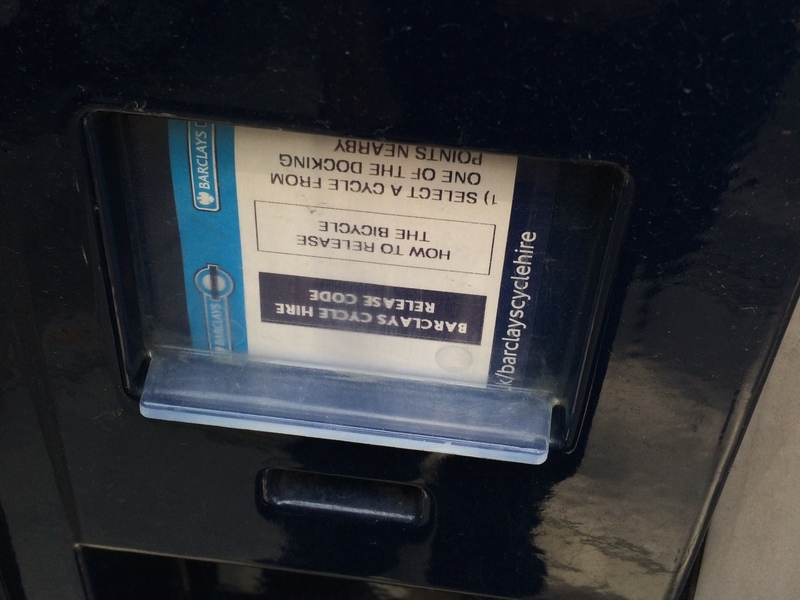 BARCLAYS CYCLE HIRE
RELEASE CODE
HOW TO RELEASE
THE BICYCLE
1) SELECT A CYCLE FROM
ONE OF THE DOCKING
POINTS NEARBY
BARCLAYS
BARCLAYS
k/barclayscyclehire